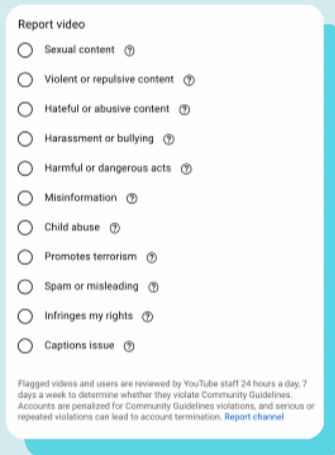 Report video
Sexual content
Violent or repulsive content
Hateful or abusive content
Harassment or bullying
Harmful or dangerous acts
Misinformation
Child abuse
Promotes terrorism
Spam or misleading
Infringes my rights
Captions issue
Flagged videos and users are reviewed by YouTube staff 24 hours a day, 7
days a week to determine whether they violate Community Guidelines.
Accounts are penalized for Community Guidelines violations, and serious or
repeated violations can lead to account termination. Report channel